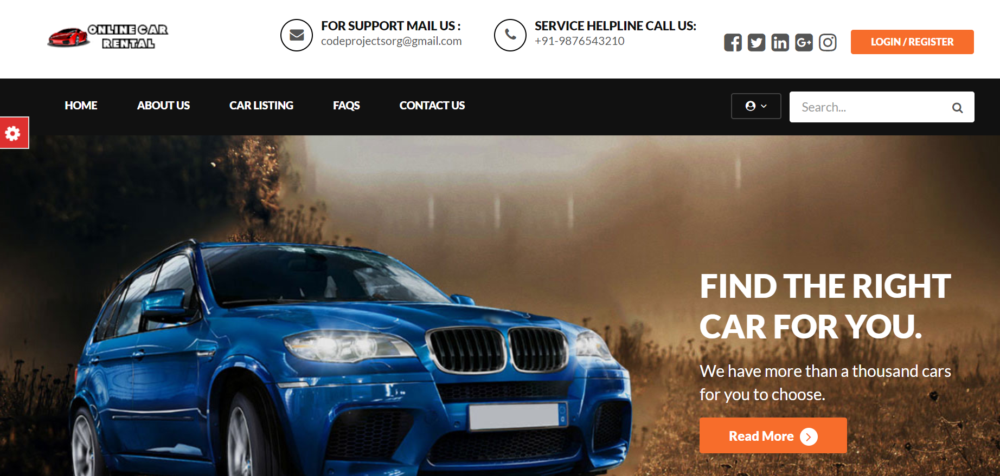 ONLINE CAR
RENTAL
FOR SUPPORT MAIL US :
codeprojectsorg@gmail.com
SERVICE HELPLINE CALL US:
+91-9876543210
LOGIN / REGISTER
HOME
ABOUT US
CAR LISTING
FAQS
CONTACT US
Search...
FIND THE RIGHT
CAR FOR YOU.
We have more than a thousand cars
for you to choose.
Read More